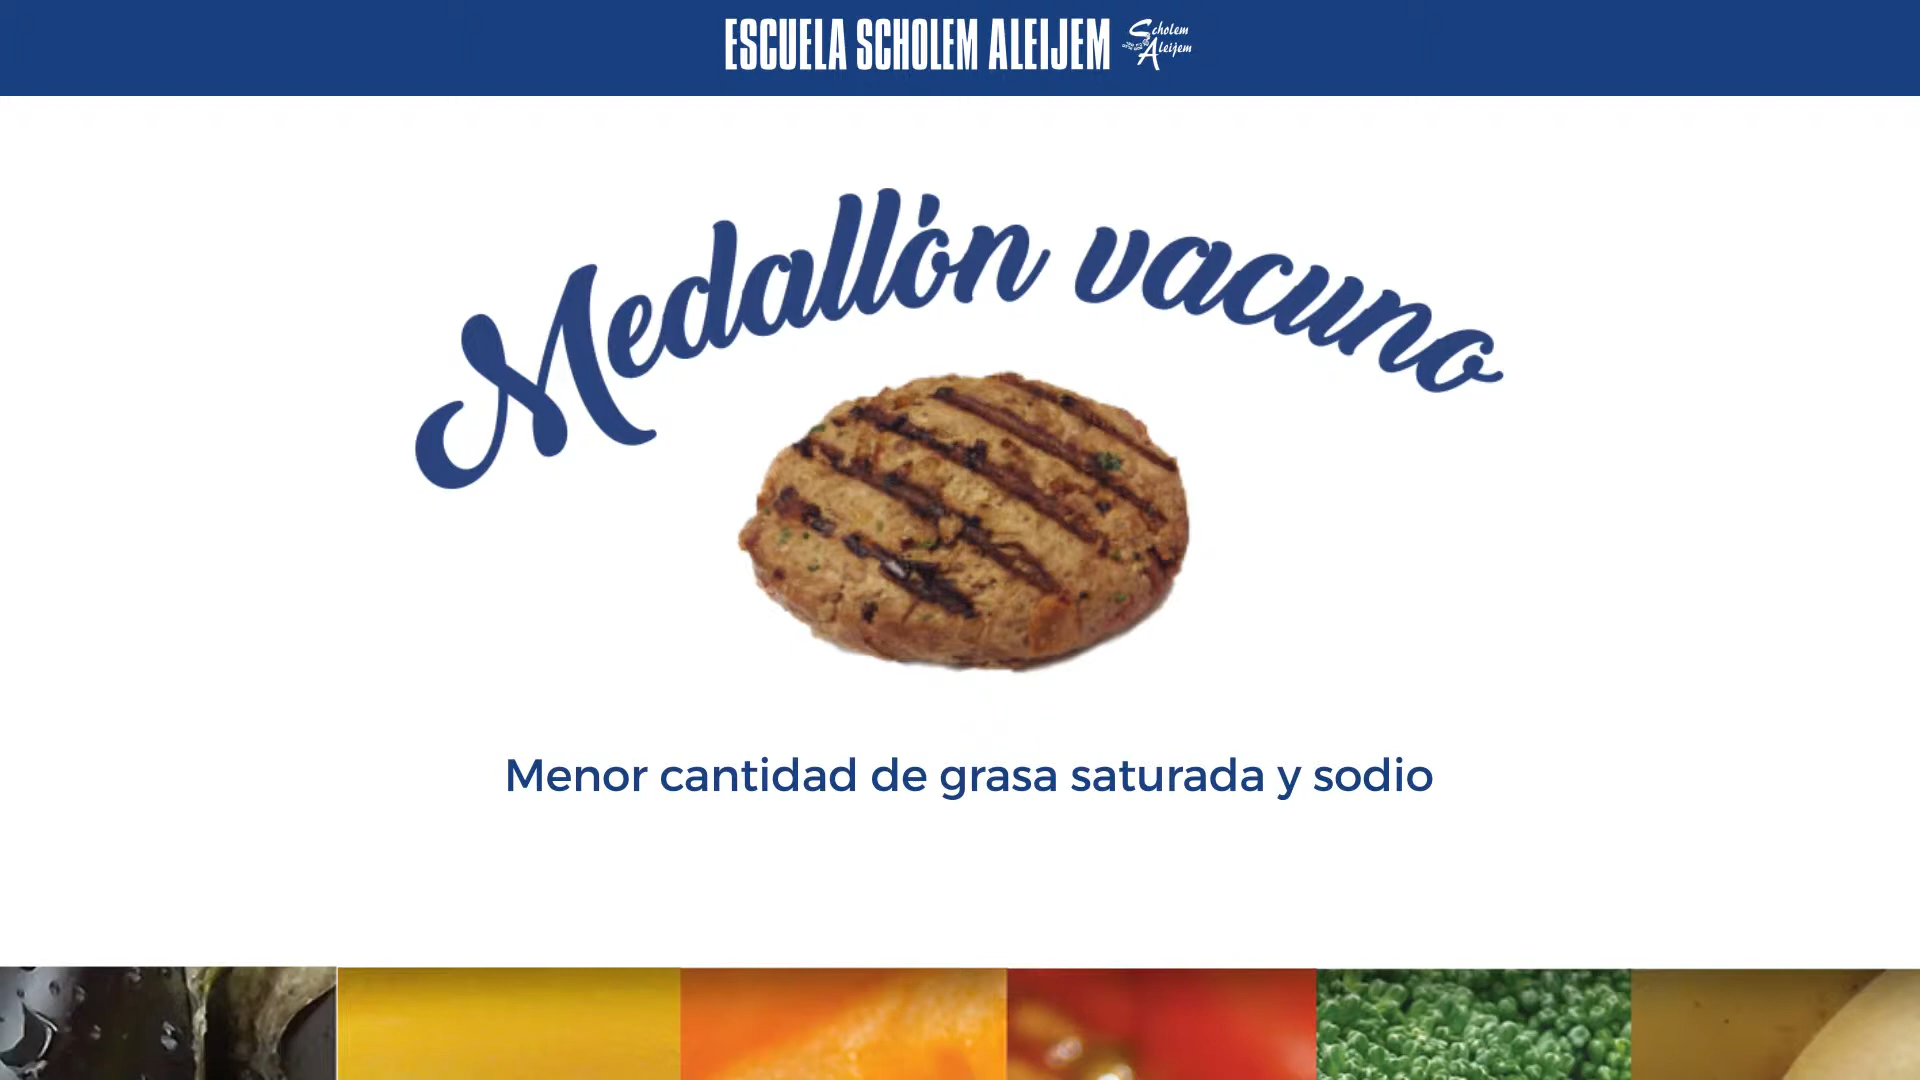 ESCUELA SCHOLEM ALEIJEM
Scholem
Aleijem
Medallón vacuno
Menor cantidad de grasa saturada y sodio